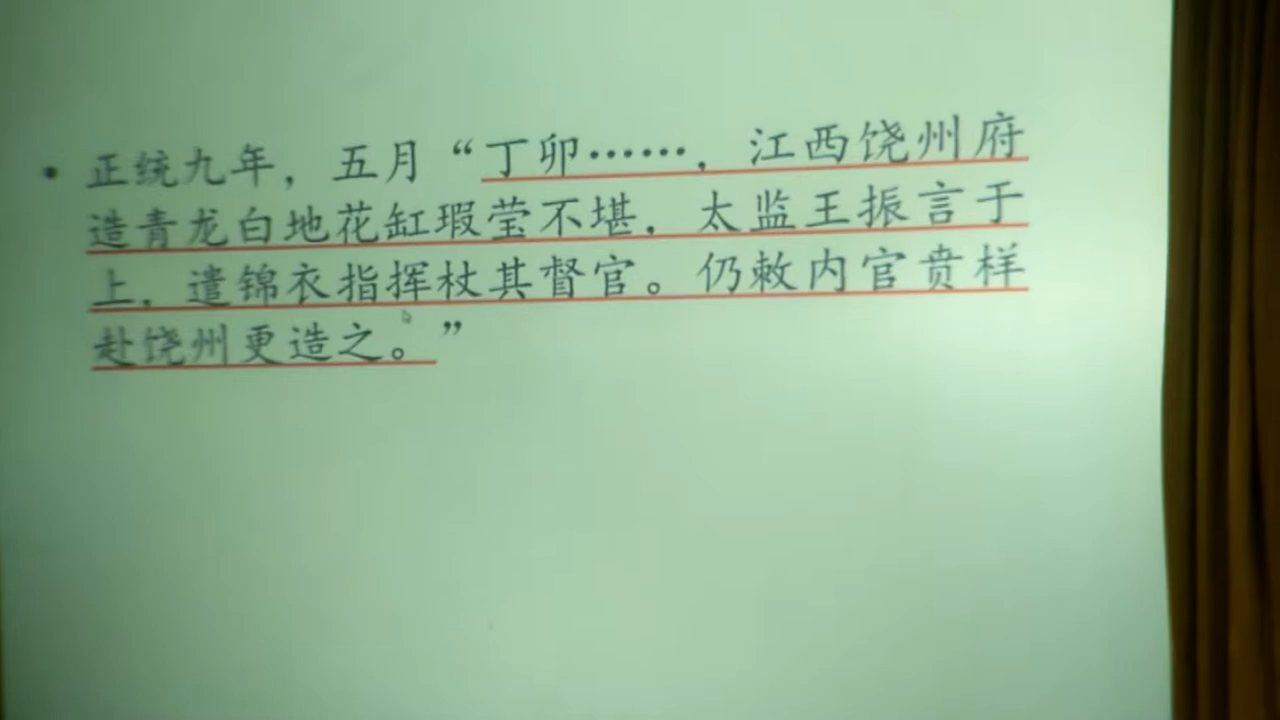 • 正统九年，五月“丁卯……，江西饶州府
造青龙白地花缸瑕莹不堪，太监王振言于
上，遣锦衣指挥杖其督官。仍敕内官贲样
赴饶州更造之。”